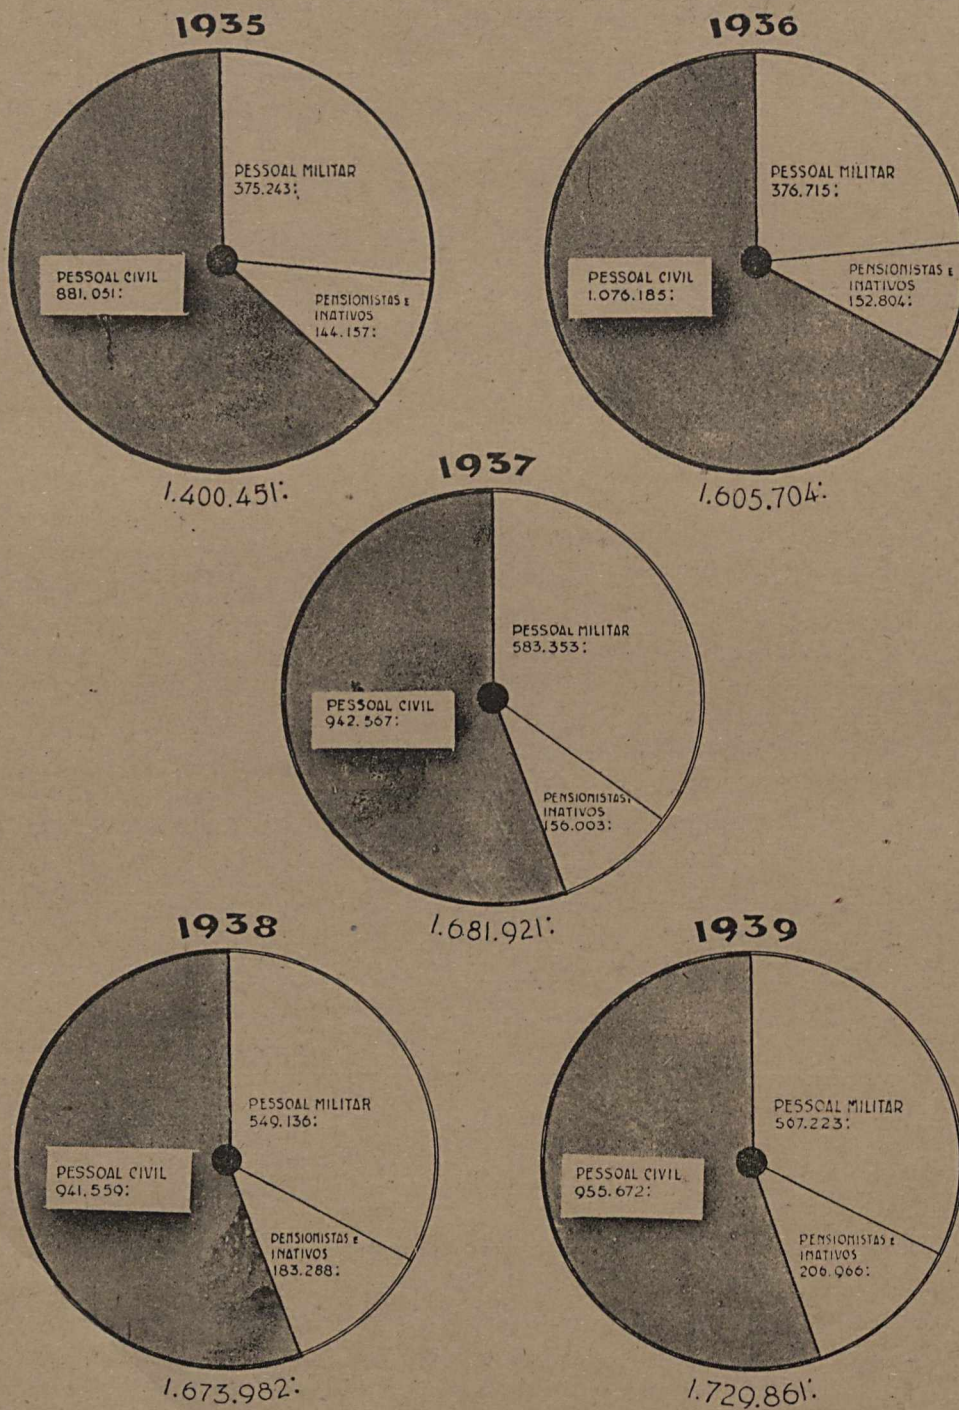 1935
PESSOAL MILITAR
375.243:
PESSOAL CIVIL
881.051:
PENSIONISTAS E
INATIVOS
144.157:
1.400.451:
1936
PESSOAL MILITAR
376.715:
PESSOAL CIVIL
1.076.185:
PENSIONISTAS E
INATIVOS
152.804:
1.605.704:
1937
PESSOAL MILITAR
583.353:
PESSOAL CIVIL
942.567:
PENSIONISTAS,
INATIVOS
156.003:
1.681.921:
1938
PESSOAL MILITAR
549.136:
PESSOAL CIVIL
941.559:
PENSIONISTAS E
INATIVOS
183.288:
1.673.982:
1939
PESSOAL MILITAR
567.223:
PESSOAL CIVIL
955.672:
PENSIONISTAS E
INATIVOS
206.966:
1.729.861: